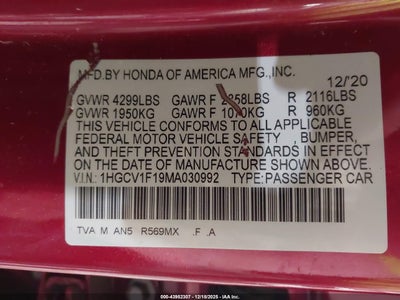 MFD.BY HONDA OF AMERICA MFG.,INC. 12/'20
GVWR 4299LBS GAWR F 2258LBS R 2116LBS
GVWR 1950KG GAWR F KG R 960KG
THIS VEHICLE CONFORMS TO ALL APPLICABLE
FEDERAL MOTOR VEHICLE SAFETY , BUMPER,
AND THEFT PREVENTION STANDARDS IN EFFECT
ON THE DATE OF MANUFACTURE SHOWN ABOVE.
V.I.N: 1HGCV1F19MA030992 TYPE:PASSENGER CAR
TVA M AN5 R569MX .F .A
000-43952307 - 12/18/2025 - IAA Inc.